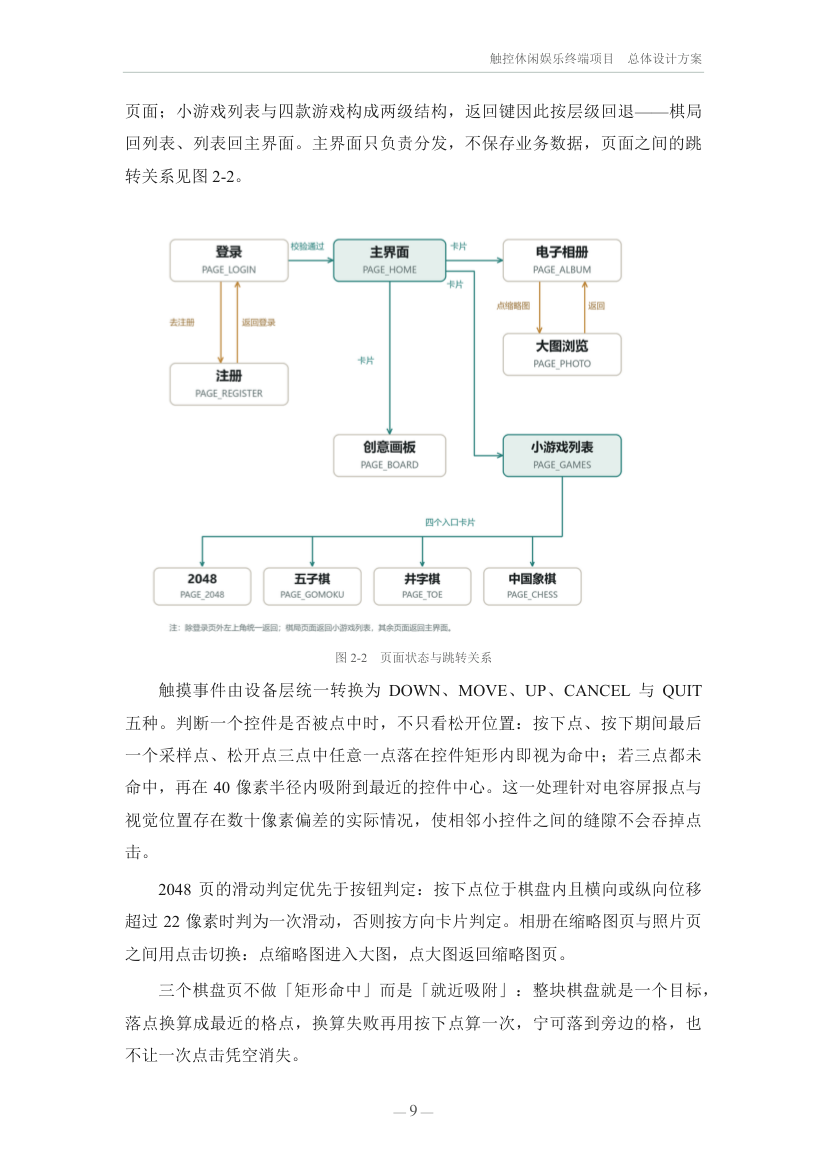 触控休闲娱乐终端项目　总体设计方案
页面；小游戏列表与四款游戏构成两级结构，返回键因此按层级回退——棋局
回列表、列表回主界面。主界面只负责分发，不保存业务数据，页面之间的跳
转关系见图 2-2。
登录
PAGE_LOGIN
校验通过
主界面
PAGE_HOME
卡片
电子相册
PAGE_ALBUM
卡片
去注册
返回登录
点缩略图
返回
大图浏览
PAGE_PHOTO
卡片
注册
PAGE_REGISTER
创意画板
PAGE_BOARD
小游戏列表
PAGE_GAMES
四个入口卡片
2048
PAGE_2048
五子棋
PAGE_GOMOKU
井字棋
PAGE_TOE
中国象棋
PAGE_CHESS
注：除登录页外左上角统一返回；棋局页面返回小游戏列表，其余页面返回主界面。
图 2-2　页面状态与跳转关系
触摸事件由设备层统一转换为 DOWN、MOVE、UP、CANCEL 与 QUIT
五种。判断一个控件是否被点中时，不只看松开位置：按下点、按下期间最后
一个采样点、松开点三点中任意一点落在控件矩形内即视为命中；若三点都未
命中，再在 40 像素半径内吸附到最近的控件中心。这一处理针对电容屏报点与
视觉位置存在数十像素偏差的实际情况，使相邻小控件之间的缝隙不会吞掉点
击。
2048 页的滑动判定优先于按钮判定：按下点位于棋盘内且横向或纵向位移
超过 22 像素时判为一次滑动，否则按方向卡片判定。相册在缩略图页与照片页
之间用点击切换：点缩略图进入大图，点大图返回缩略图页。
三个棋盘页不做「矩形命中」而是「就近吸附」：整块棋盘就是一个目标，
落点换算成最近的格点，换算失败再用按下点算一次，宁可落到旁边的格，也
不让一次点击凭空消失。
— 9 —